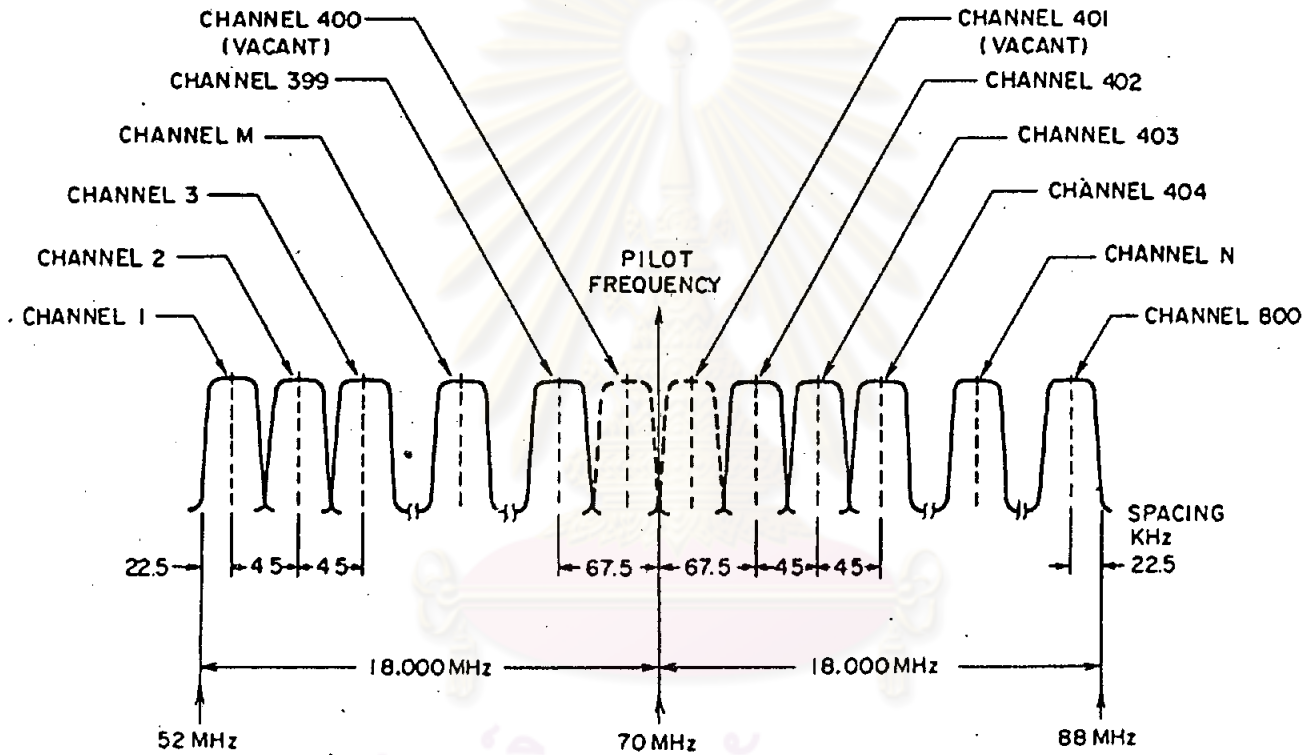 CHANNEL 400
(VACANT)
CHANNEL 401
(VACANT)
CHANNEL 399
CHANNEL 402
CHANNEL M
CHANNEL 403
CHANNEL 3
CHANNEL 404
CHANNEL 2
PILOT
FREQUENCY
CHANNEL N
CHANNEL 1
CHANNEL 800
SPACING
KHz
22.5
45
45
67.5
67.5
45
45
22.5
18.000 MHz
18.000 MHz
52 MHz
70 MHz
88 MHz